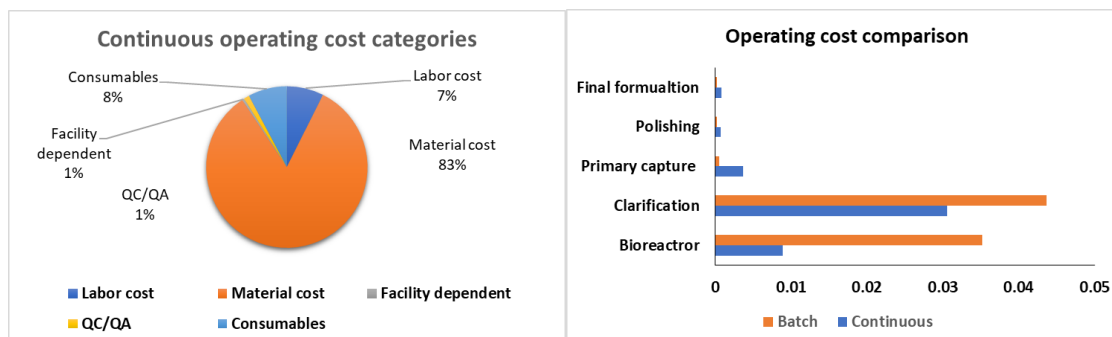 Continuous operating cost categories
Consumables
8%
Labor cost
7%
Facility
dependent
1%
Material cost
83%
QC/QA
1%
Labor cost
Material cost
Facility dependent
QC/QA
Consumables
Operating cost comparison
Final formualtion
Polishing
Primary capture
Clarification
Bioreactror
0 0.01 0.02 0.03 0.04 0.05
Batch
Continuous